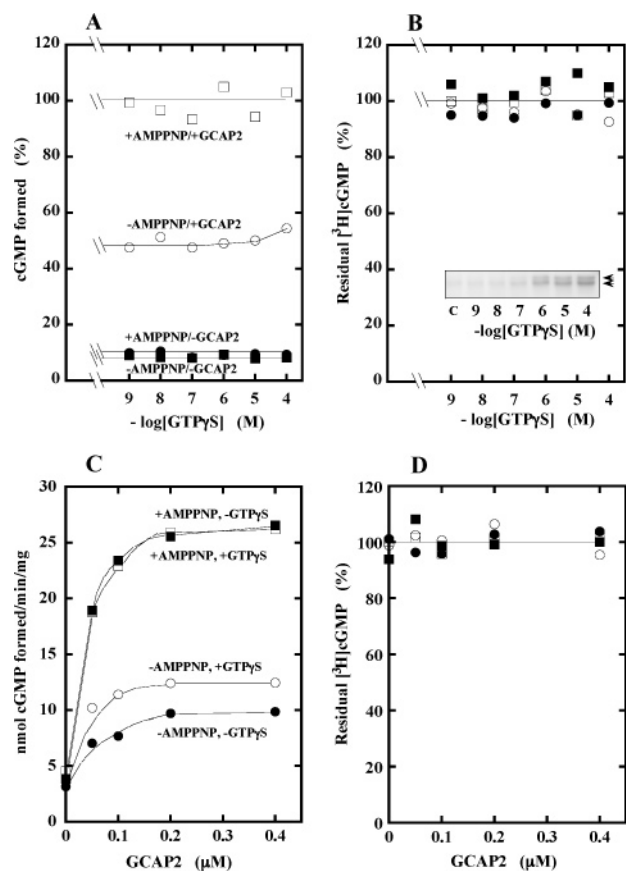 A
120
100
80
60
40
20
0
cGMP formed (%)
+AMPPNP/+GCAP2
-AMPPNP/+GCAP2
+AMPPNP/-GCAP2
-AMPPNP/-GCAP2
9 8 7 6 5 4
- log[GTPγS] (M)
B
120
100
80
60
40
20
0
Residual [³H]cGMP (%)
c 9 8 7 6 5 4
-log[GTPγS] (M)
9 8 7 6 5 4
- log[GTPγS] (M)
C
30
25
20
15
10
5
0
nmol cGMP formed/min/mg
+AMPPNP, -GTPγS
+AMPPNP, +GTPγS
-AMPPNP, +GTPγS
-AMPPNP, -GTPγS
0 0.1 0.2 0.3 0.4
GCAP2 (μM)
D
120
100
80
60
40
20
0
Residual [³H]cGMP (%)
0 0.1 0.2 0.3 0.4
GCAP2 (μM)